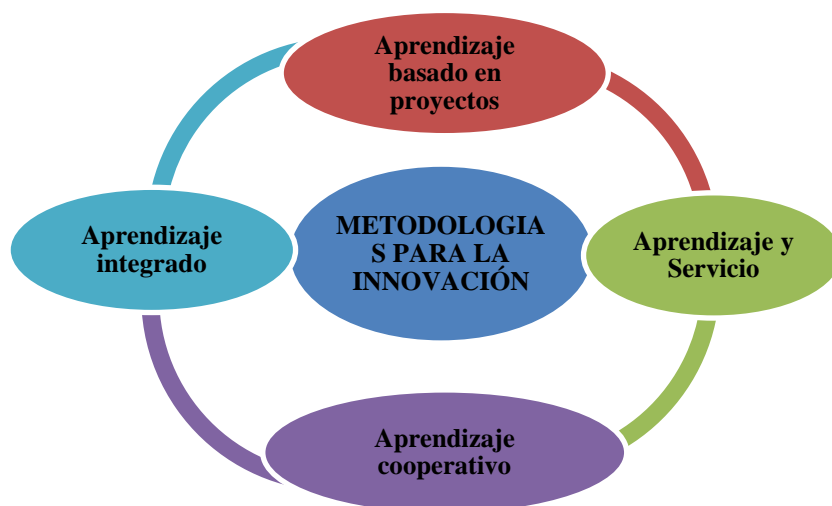 Aprendizaje
basado en
proyectos
Aprendizaje
integrado
METODOLOGIA
S PARA LA
INNOVACIÓN
Aprendizaje y
Servicio
Aprendizaje
cooperativo